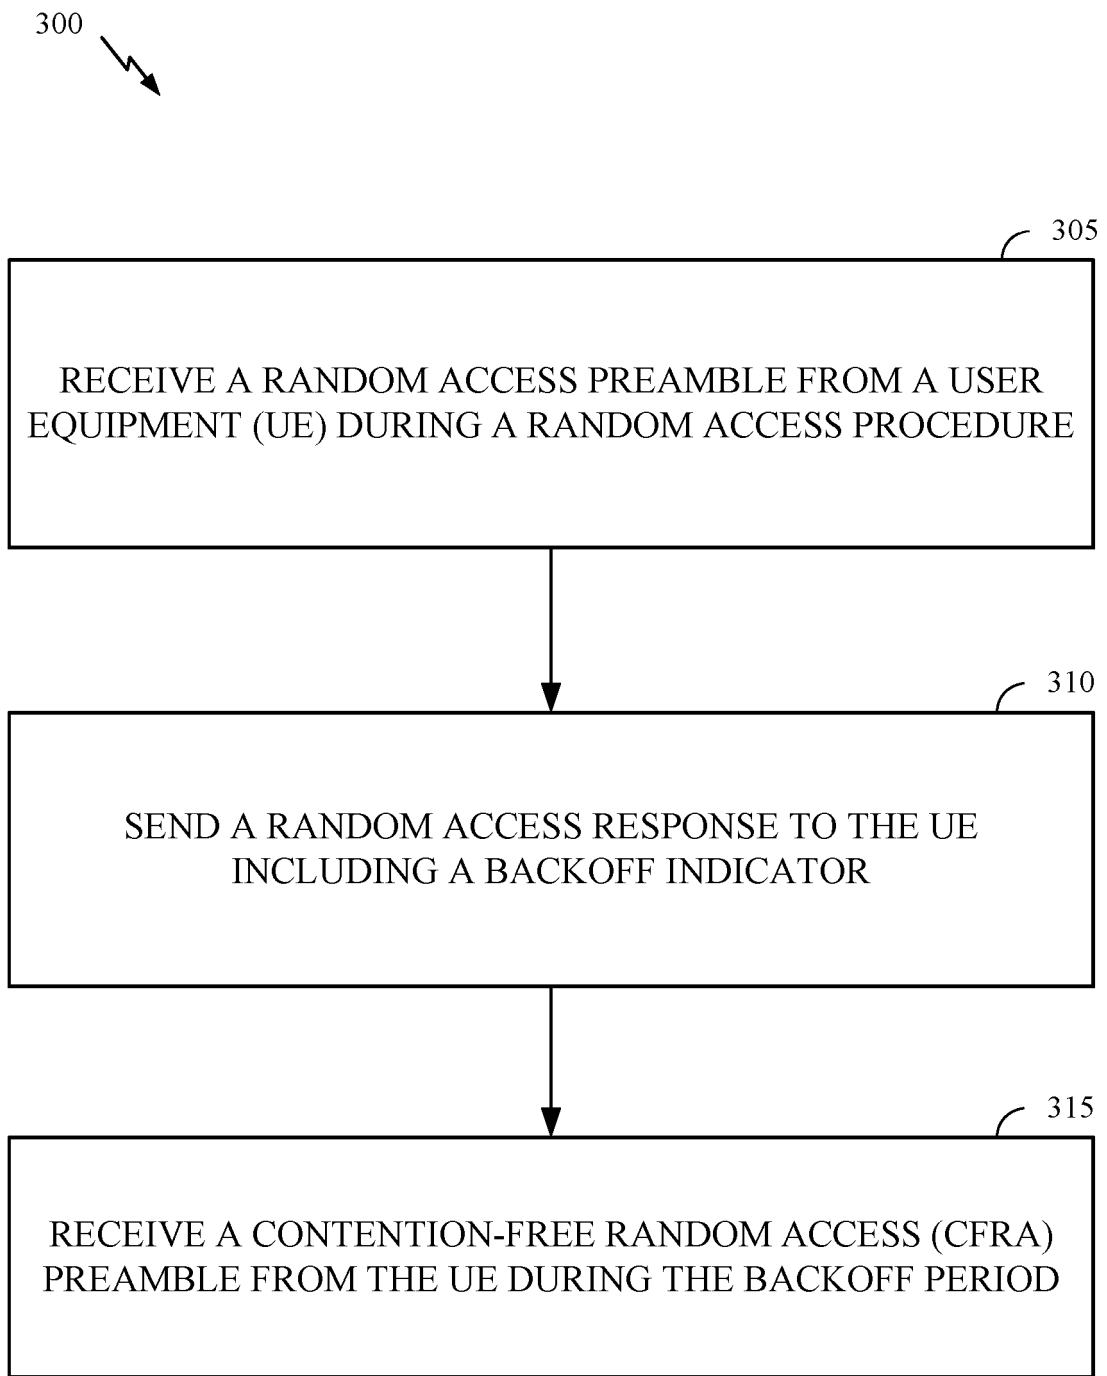 300
305
RECEIVE A RANDOM ACCESS PREAMBLE FROM A USER
EQUIPMENT (UE) DURING A RANDOM ACCESS PROCEDURE
310
SEND A RANDOM ACCESS RESPONSE TO THE UE
INCLUDING A BACKOFF INDICATOR
315
RECEIVE A CONTENTION-FREE RANDOM ACCESS (CFRA)
PREAMBLE FROM THE UE DURING THE BACKOFF PERIOD